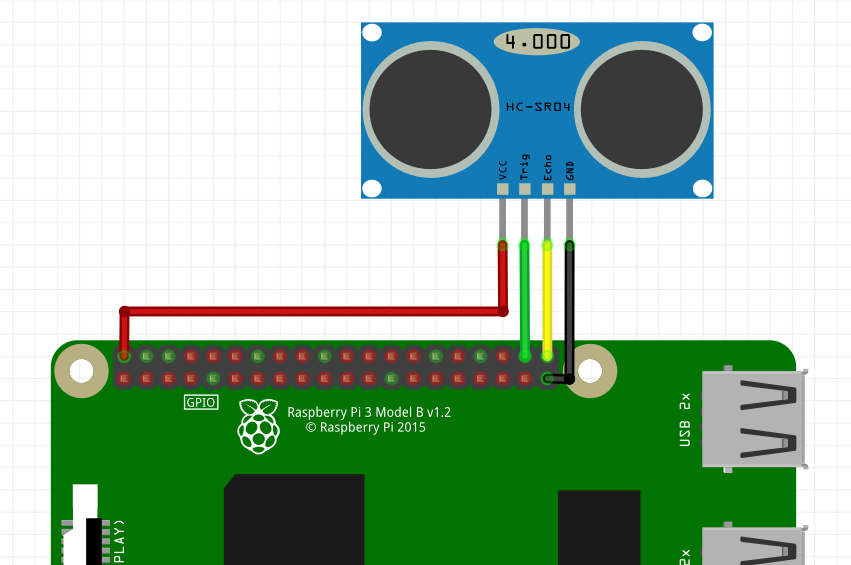 4.000
HC-SR04
VCC
Trig
Echo
GND
GPIO
Raspberry Pi 3 Model B v1.2
© Raspberry Pi 2015
USB 2x
PLAY)
2x